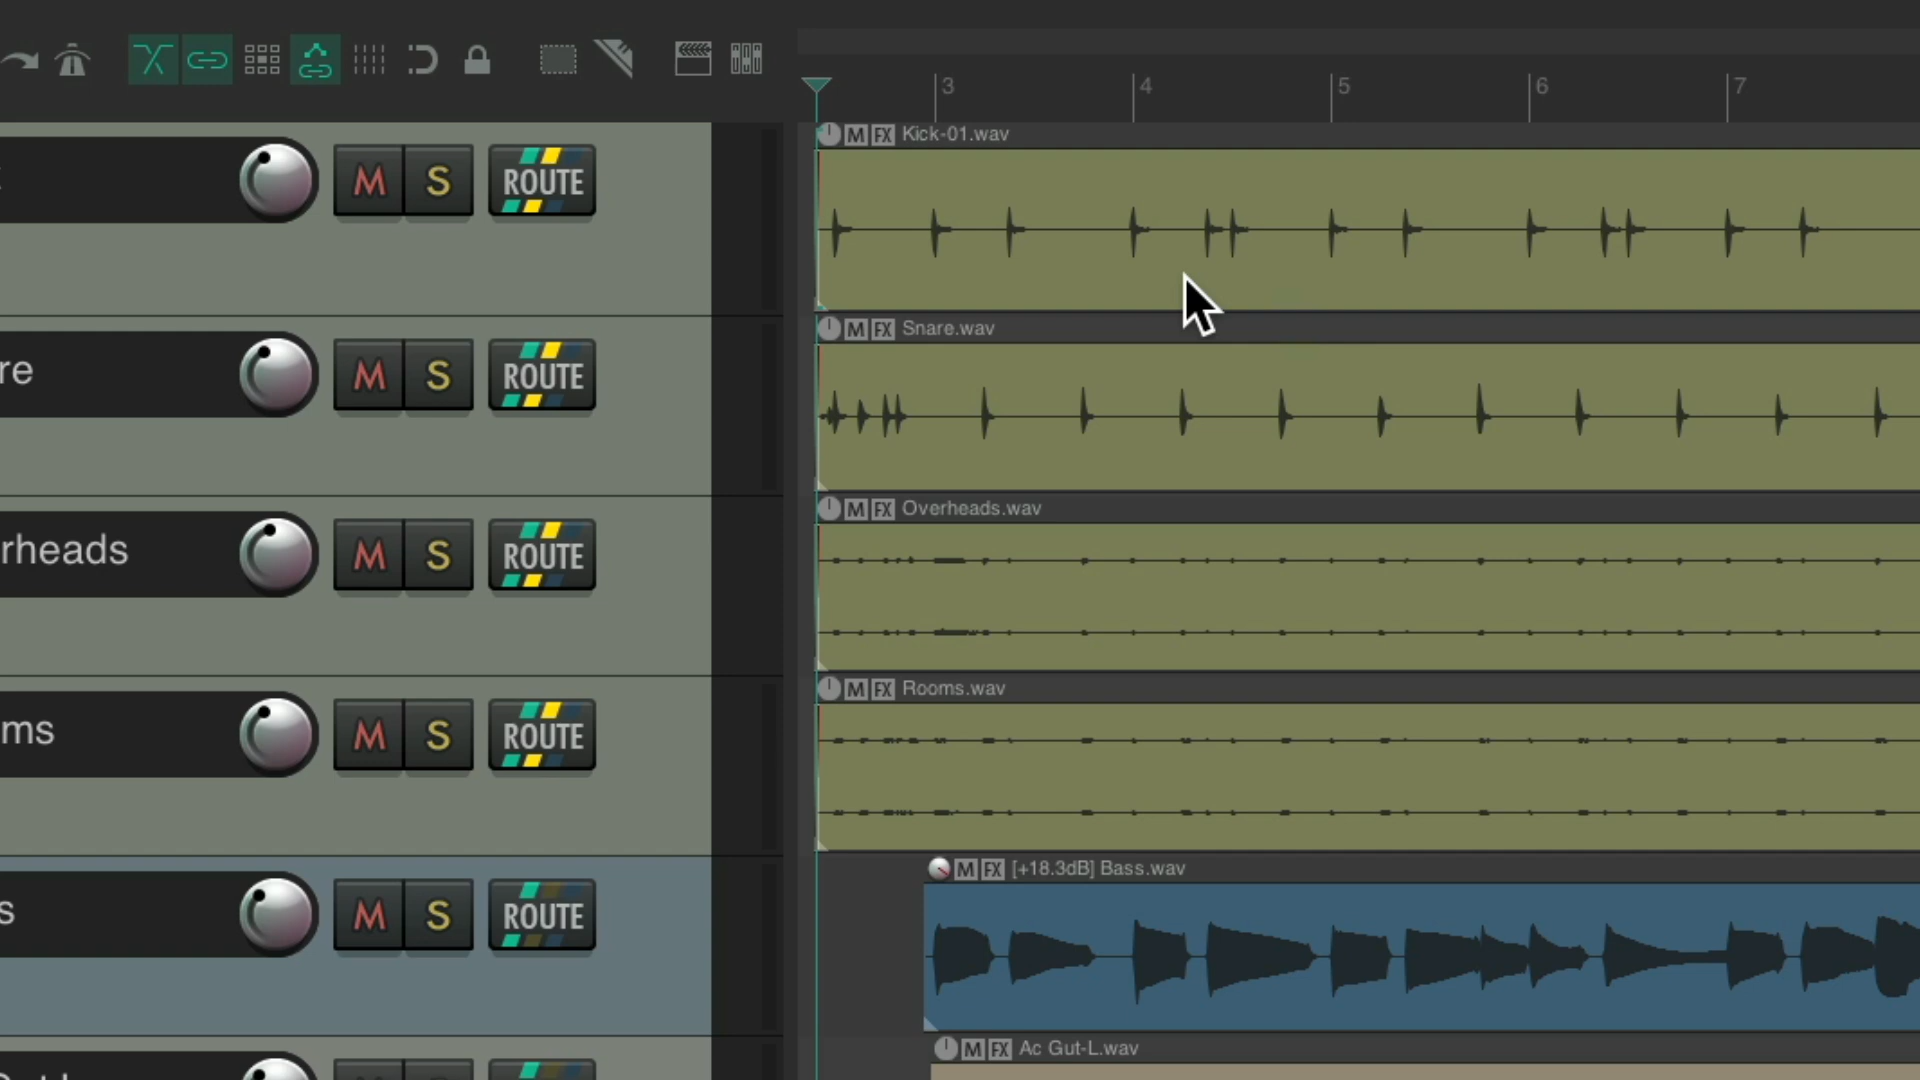 3 4 5 6 7
M FX Kick-01.wav
M S ROUTE
M FX Snare.wav
re M S ROUTE
M FX Overheads.wav
rheads M S ROUTE
M FX Rooms.wav
ms M S ROUTE
M FX [+18.3dB] Bass.wav
s M S ROUTE
M FX Ac Gut-L.wav